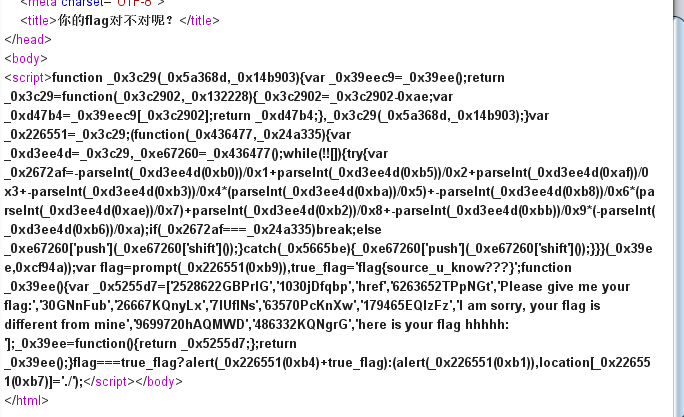 <meta charset="UTF-8">
<title>你的flag对不对呢？</title>
</head>
<body>
<script>function _0x3c29(_0x5a368d,_0x14b903){var _0x39eec9=_0x39ee();return
_0x3c29=function(_0x3c2902,_0x132228){_0x3c2902=_0x3c2902-0xae;var
_0xd47b4=_0x39eec9[_0x3c2902];return _0xd47b4;},_0x3c29(_0x5a368d,_0x14b903);}var
_0x226551=_0x3c29;(function(_0x436477,_0x24a335){var
_0xd3ee4d=_0x3c29,_0xe67260=_0x436477();while(!![]){try{var
_0x2672af=-parseInt(_0xd3ee4d(0xb0))/0x1+parseInt(_0xd3ee4d(0xb5))/0x2+parseInt(_0xd3ee4d(0xaf))/0
x3+-parseInt(_0xd3ee4d(0xb3))/0x4*(parseInt(_0xd3ee4d(0xba))/0x5)+-parseInt(_0xd3ee4d(0xb8))/0x6*(pa
rseInt(_0xd3ee4d(0xae))/0x7)+parseInt(_0xd3ee4d(0xb2))/0x8+-parseInt(_0xd3ee4d(0xbb))/0x9*(-parseInt(
_0xd3ee4d(0xb6))/0xa);if(_0x2672af===_0x24a335)break;else
_0xe67260['push'](_0xe67260['shift']());}catch(_0x5665be){_0xe67260['push'](_0xe67260['shift']());}}}(_0x39e
e,0xcf94a));var flag=prompt(_0x226551(0xb9)),true_flag='flag{source_u_know???}';function
_0x39ee(){var _0x5255d7=['2528622GBPrIG','1030jDfqbp','href','6263652TPpNGt','Please give me your
flag:','30GNnFub','26667KQnyLx','7IUflNs','63570PcKnXw','179465EQIzFz','I am sorry, your flag is
different from mine','9699720hAQMWD','486332KQNgrG','here is your flag hhhhh:
'];_0x39ee=function(){return _0x5255d7;};return
_0x39ee();}flag===true_flag?alert(_0x226551(0xb4)+true_flag):(alert(_0x226551(0xb1)),location[_0x22655
1(0xb7)]='./');</script></body>
</html>